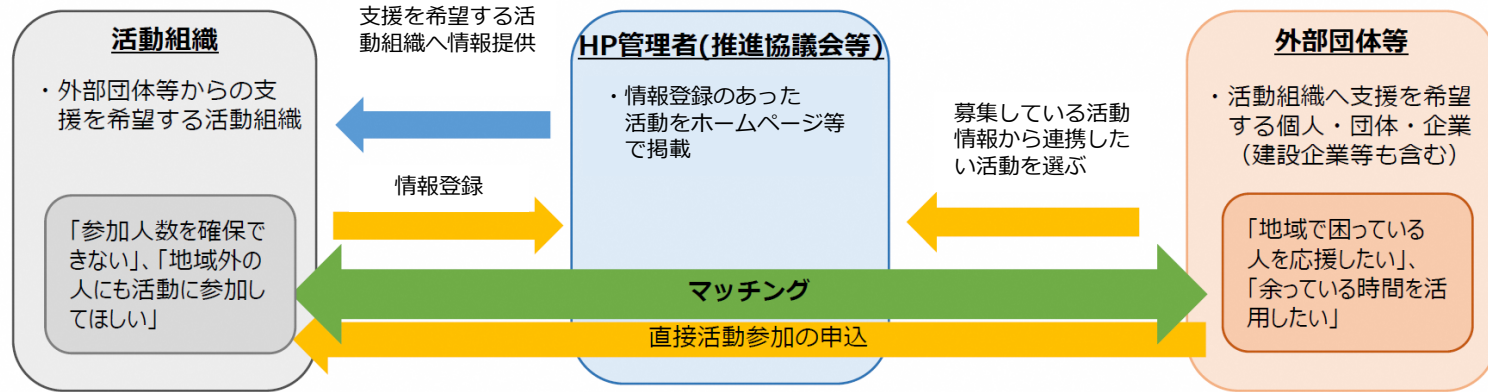 活動組織
・外部団体等からの支
援を希望する活動組織
「参加人数を確保で
きない」、「地域外の
人にも活動に参加し
てほしい」
支援を希望する活
動組織へ情報提供
情報登録
HP管理者(推進協議会等)
・情報登録のあった
活動をホームページ等
で掲載
募集している活動
情報から連携した
い活動を選ぶ
マッチング
直接活動参加の申込
外部団体等
・活動組織へ支援を希望
する個人・団体・企業
（建設企業等も含む）
「地域で困っている
人を応援したい」、
「余っている時間を活
用したい」